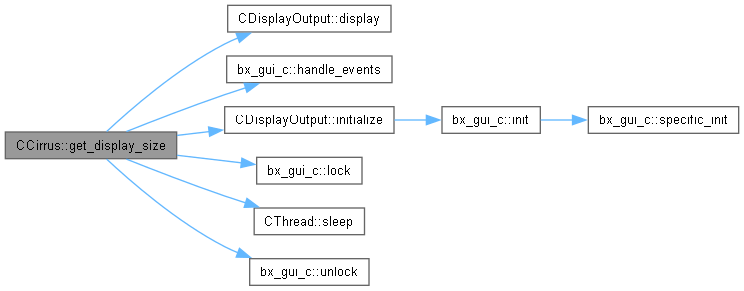 CDisplayOutput::display
bx_gui_c::handle_events
CDisplayOutput::initialize
bx_gui_c::init
bx_gui_c::specific_init
CCirrus::get_display_size
bx_gui_c::lock
CThread::sleep
bx_gui_c::unlock